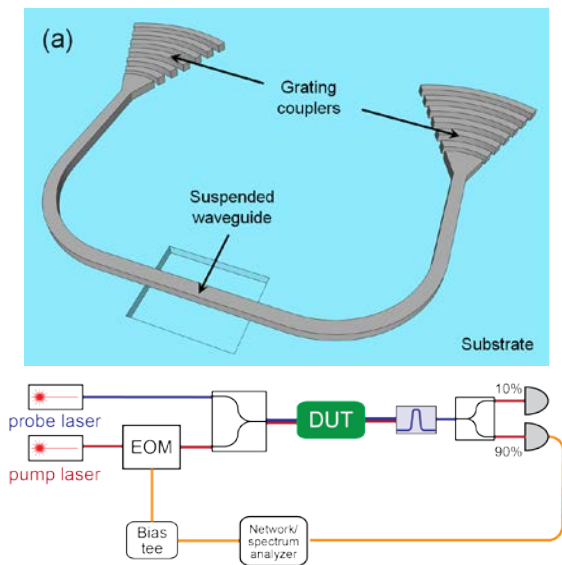 (a)
Grating
couplers
Suspended
waveguide
Substrate
probe laser
pump laser
EOM
DUT
10%
90%
Bias
tee
Network/
spectrum
analyzer